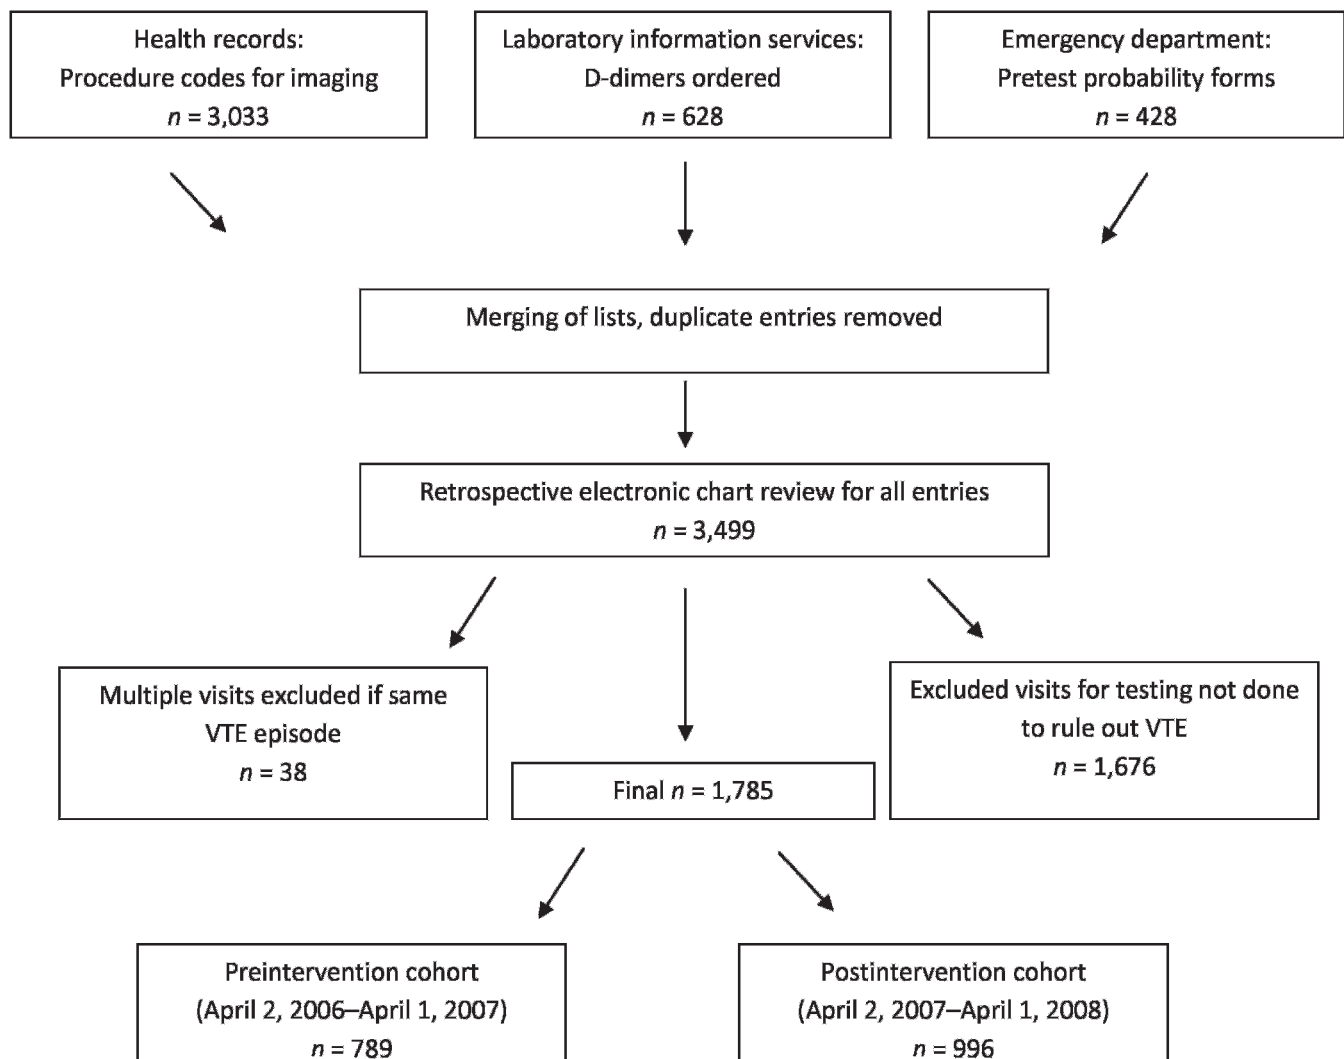 Health records:
Procedure codes for imaging
n = 3,033
Laboratory information services:
D-dimers ordered
n = 628
Emergency department:
Pretest probability forms
n = 428
Merging of lists, duplicate entries removed
Retrospective electronic chart review for all entries
n = 3,499
Multiple visits excluded if same
VTE episode
n = 38
Final n = 1,785
Excluded visits for testing not done
to rule out VTE
n = 1,676
Preintervention cohort
(April 2, 2006–April 1, 2007)
n = 789
Postintervention cohort
(April 2, 2007–April 1, 2008)
n = 996